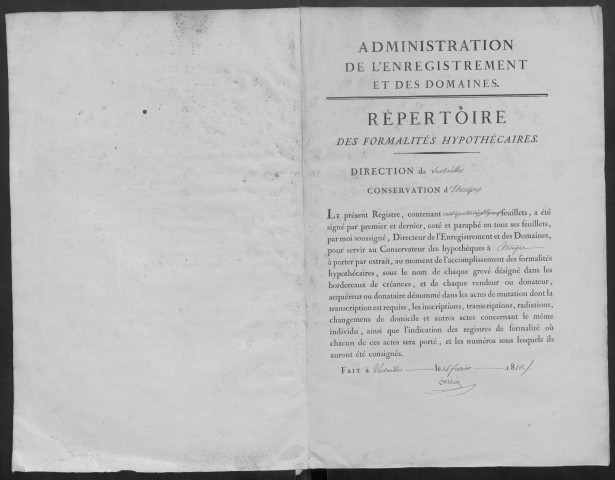 ADMINISTRATION
DE L'ENREGISTREMENT
ET DES DOMAINES.
RÉPERTOIRE
DES FORMALITÉS HYPOTHÉCAIRES.
DIRECTION de Versailles
CONSERVATION d'Etampes
LE présent Registre, contenant feuillets, a été
signé par premier et dernier, coté et paraphé en tous ses feuillets,
par moi soussigné, Directeur de l'Enregistrement et des Domaines,
pour servir au Conservateur des hypothèques à Etampes
à porter par extrait, au moment de l'accomplissement des formalités
hypothécaires, sous le nom de chaque grevé désigné dans les
bordereaux de créances, et de chaque vendeur ou donateur,
acquéreur ou donataire dénommé dans les actes de mutation dont la
transcription est requise, les inscriptions, transcriptions, radiations,
changemens de domicile et autres actes concernant le même
individu, ainsi que l'indication des registres de formalité où
chacun de ces actes sera porté, et les numéros sous lesquels ils
auront été consignés.
FAIT à Versailles le février